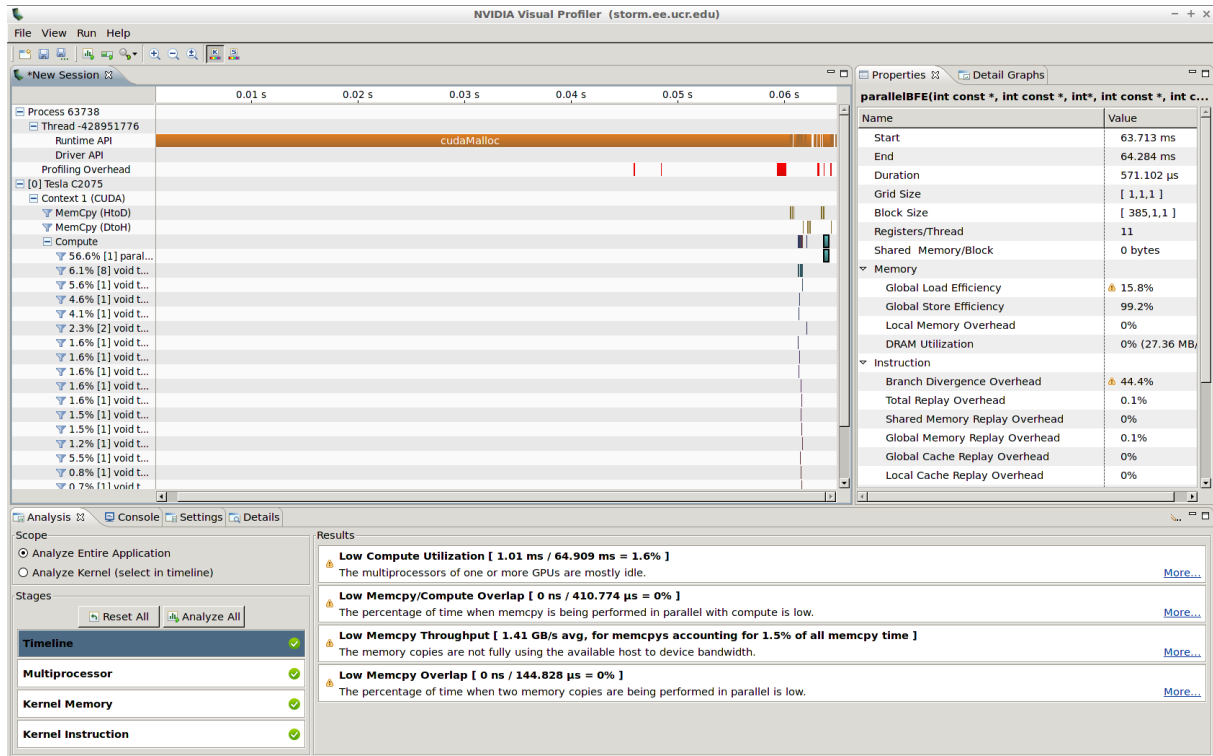 NVIDIA Visual Profiler (storm.ee.ucr.edu)
File View Run Help
*New Session
0.01 s 0.02 s 0.03 s 0.04 s 0.05 s 0.06 s
Process 63738
Thread -428951776
Runtime API
cudaMalloc
Driver API
Profiling Overhead
[0] Tesla C2075
Context 1 (CUDA)
MemCpy (HtoD)
MemCpy (DtoH)
Compute
56.6% [1] paral...
6.1% [8] void t...
5.6% [1] void t...
4.6% [1] void t...
4.1% [1] void t...
2.3% [2] void t...
1.6% [1] void t...
1.6% [1] void t...
1.6% [1] void t...
1.6% [1] void t...
1.6% [1] void t...
1.5% [1] void t...
1.5% [1] void t...
1.2% [1] void t...
5.5% [1] void t...
0.8% [1] void t...
0.7% [1] void t...
Properties Detail Graphs
parallelBFE(int const *, int const *, int*, int const *, int c...
Name Value
Start 63.713 ms
End 64.284 ms
Duration 571.102 µs
Grid Size [ 1,1,1 ]
Block Size [ 385,1,1 ]
Registers/Thread 11
Shared Memory/Block 0 bytes
Memory
Global Load Efficiency 15.8%
Global Store Efficiency 99.2%
Local Memory Overhead 0%
DRAM Utilization 0% (27.36 MB/
Instruction
Branch Divergence Overhead 44.4%
Total Replay Overhead 0.1%
Shared Memory Replay Overhead 0%
Global Memory Replay Overhead 0.1%
Global Cache Replay Overhead 0%
Local Cache Replay Overhead 0%
Analysis Console Settings Details
Scope
Analyze Entire Application
Analyze Kernel (select in timeline)
Stages
Reset All Analyze All
Timeline
Multiprocessor
Kernel Memory
Kernel Instruction
Results
Low Compute Utilization [ 1.01 ms / 64.909 ms = 1.6% ]
The multiprocessors of one or more GPUs are mostly idle. More...
Low Memcpy/Compute Overlap [ 0 ns / 410.774 µs = 0% ]
The percentage of time when memcpy is being performed in parallel with compute is low. More...
Low Memcpy Throughput [ 1.41 GB/s avg, for memcpys accounting for 1.5% of all memcpy time ]
The memory copies are not fully using the available host to device bandwidth. More...
Low Memcpy Overlap [ 0 ns / 144.828 µs = 0% ]
The percentage of time when two memory copies are being performed in parallel is low. More...